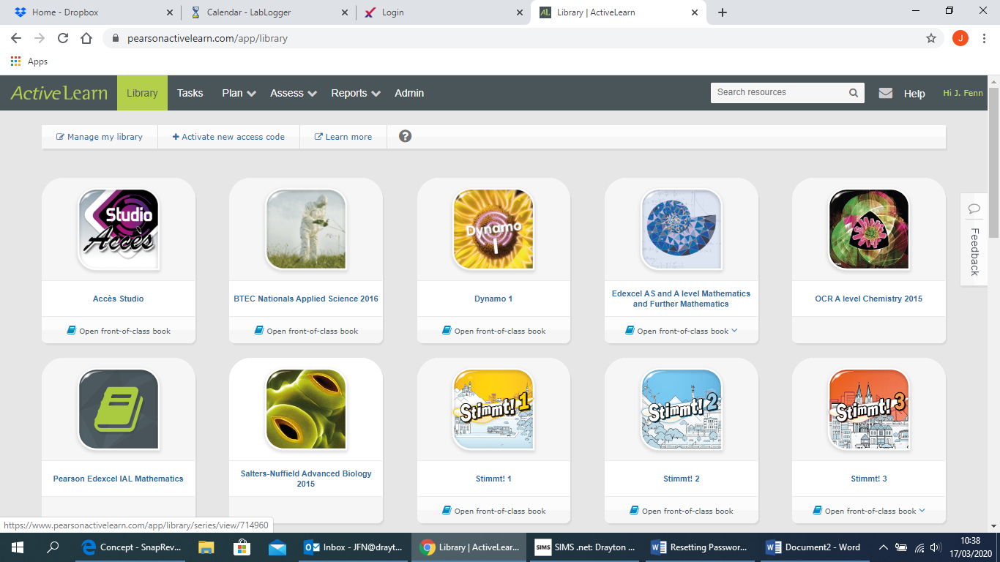 Home - Dropbox
Calendar - LabLogger
Login
AL
Library | ActiveLearn
pearsonactivelearn.com/app/library
J
Apps
ActiveLearn
Library
Tasks
Plan
Assess
Reports
Admin
Search resources
Help
Hi J. Fenn
Manage my library
Activate new access code
Learn more
?
Feedback
Studio
Accès
Dynamo
1
Accès Studio
BTEC Nationals Applied Science 2016
Dynamo 1
Edexcel AS and A level Mathematics
and Further Mathematics
OCR A level Chemistry 2015
Open front-of-class book
Open front-of-class book
Open front-of-class book
Open front-of-class book
Stimmt! 1
Stimmt! 2
Stimmt! 3
Pearson Edexcel IAL Mathematics
Salters-Nuffield Advanced Biology
2015
Stimmt! 1
Stimmt! 2
Stimmt! 3
Open front-of-class book
Open front-of-class book
Open front-of-class book
https://www.pearsonactivelearn.com/app/library/series/view/714960
Concept - SnapRev...
Inbox - JFN@drayt...
Library | ActiveLear...
SIMS
SIMS .net: Drayton ...
Resetting Passwor...
Document2 - Word
10:38
17/03/2020